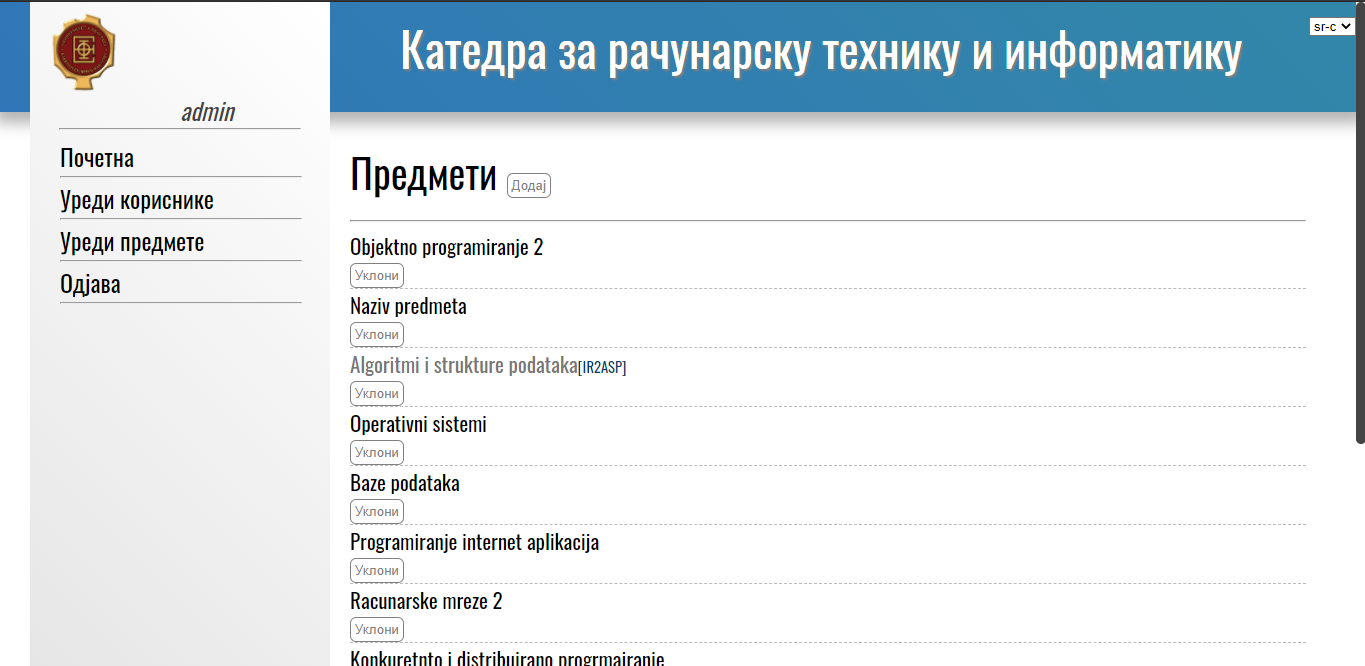 Катедра за рачунарску технику и информатику
sr-c
admin
Почетна
Уреди кориснике
Уреди предмете
Одјава
Предмети Додај
Objektno programiranje 2
Уклони
Naziv predmeta
Уклони
Algoritmi i strukture podataka[IR2ASP]
Уклони
Operativni sistemi
Уклони
Baze podataka
Уклони
Programiranje internet aplikacija
Уклони
Racunarske mreze 2
Уклони
Konkuretnto i distribuirano progrmairanje